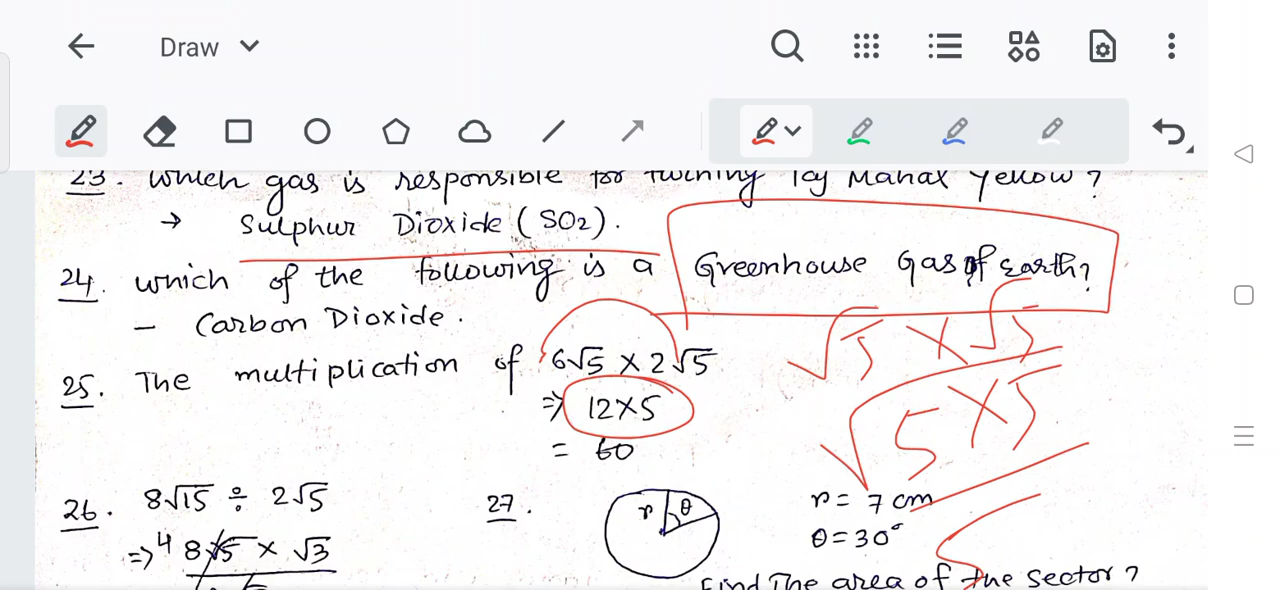 Draw
23. which gas is responsible for turning Taj Mahal Yellow?
→ Sulphur Dioxide (SO2).
24. which of the following is a Greenhouse Gas of Earth?
- Carbon Dioxide.
25. The multiplication of 6√5 × 2√5
⇒ 12×5
= 60
√5 × √5
√5×5
26. 8√15 ÷ 2√5
⇒ 4 8√5 × √3
27. r θ
r = 7 cm
θ = 30°
Find The area of the sector?